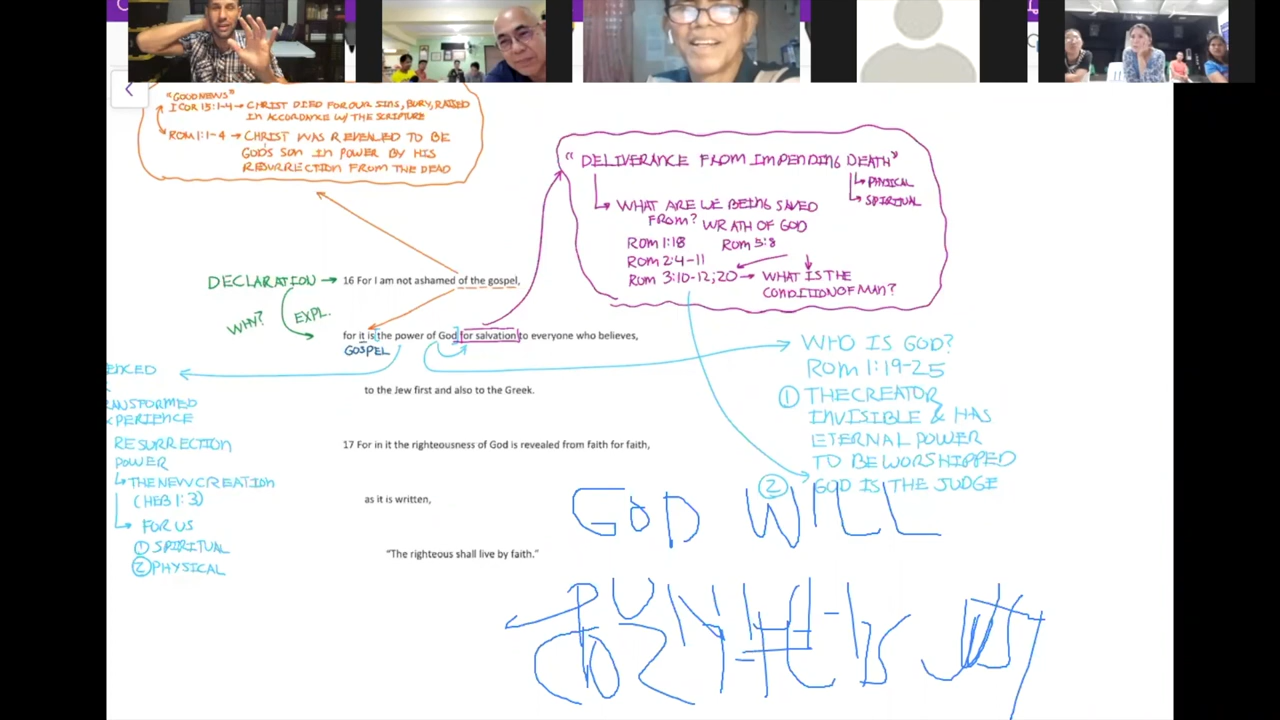 "GOOD NEWS"
I COR 15:1-4 → CHRIST DIED FOR OUR SINS, BURY, RAISED
IN ACCORDANCE W/ THE SCRIPTURE
ROM 1:1-4 → CHRIST WAS REVEALED TO BE
GOD'S SON IN POWER BY HIS
RESURRECTION FROM THE DEAD
"DELIVERANCE FROM IMPENDING DEATH"
PHYSICAL
SPIRITUAL
WHAT ARE WE BEING SAVED
FROM? WRATH OF GOD
Rom 1:18 Rom 5:8
Rom 2:4-11
Rom 3:10-12, 20 → WHAT IS THE
CONDITION OF MAN?
DECLARATION → 16 For I am not ashamed of the gospel,
WHY? EXPL.
for it is the power of God for salvation to everyone who believes,
GOSPEL
to the Jew first and also to the Greek.
17 For in it the righteousness of God is revealed from faith for faith,
as it is written,
"The righteous shall live by faith."
ENCED
ANSFORMED
XPERIENCE
RESURRECTION
POWER
THE NEW CREATION
(HEB 1:3)
FOR US
① SPIRITUAL
② PHYSICAL
WHO IS GOD?
Rom 1:19-25
① THE CREATOR
INVISIBLE & HAS
ETERNAL POWER
TO BE WORSHIPPED
② GOD IS THE JUDGE
GOD WILL